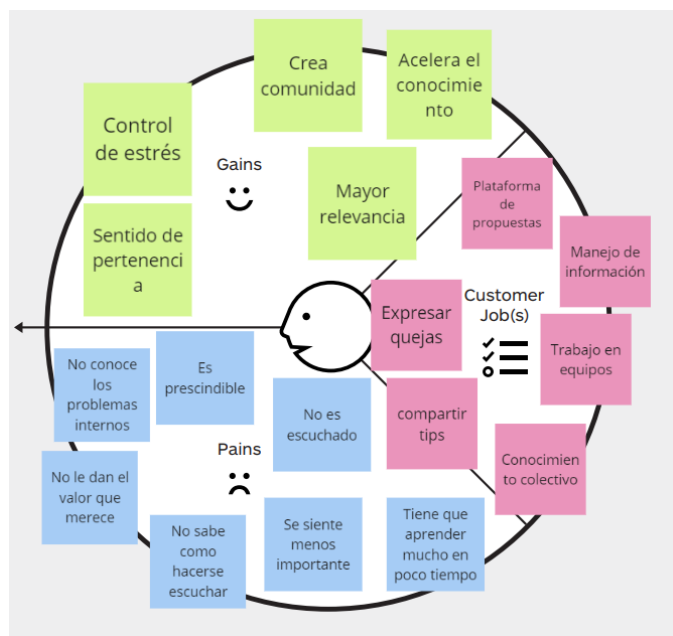 Crea
comunidad
Acelera el
conocimie
nto
Control
de estrés
Gains
Mayor
relevancia
Sentido de
pertenenci
a
Plataforma
de
propuestas
Manejo de
información
Customer
Job(s)
Expresar
quejas
Trabajo en
equipos
compartir
tips
Conocimien
to colectivo
No conoce
los
problemas
internos
Es
prescindible
No es
escuchado
Pains
No le dan el
valor que
merece
No sabe
como
hacerse
escuchar
Se siente
menos
importante
Tiene que
aprender
mucho en
poco tiempo